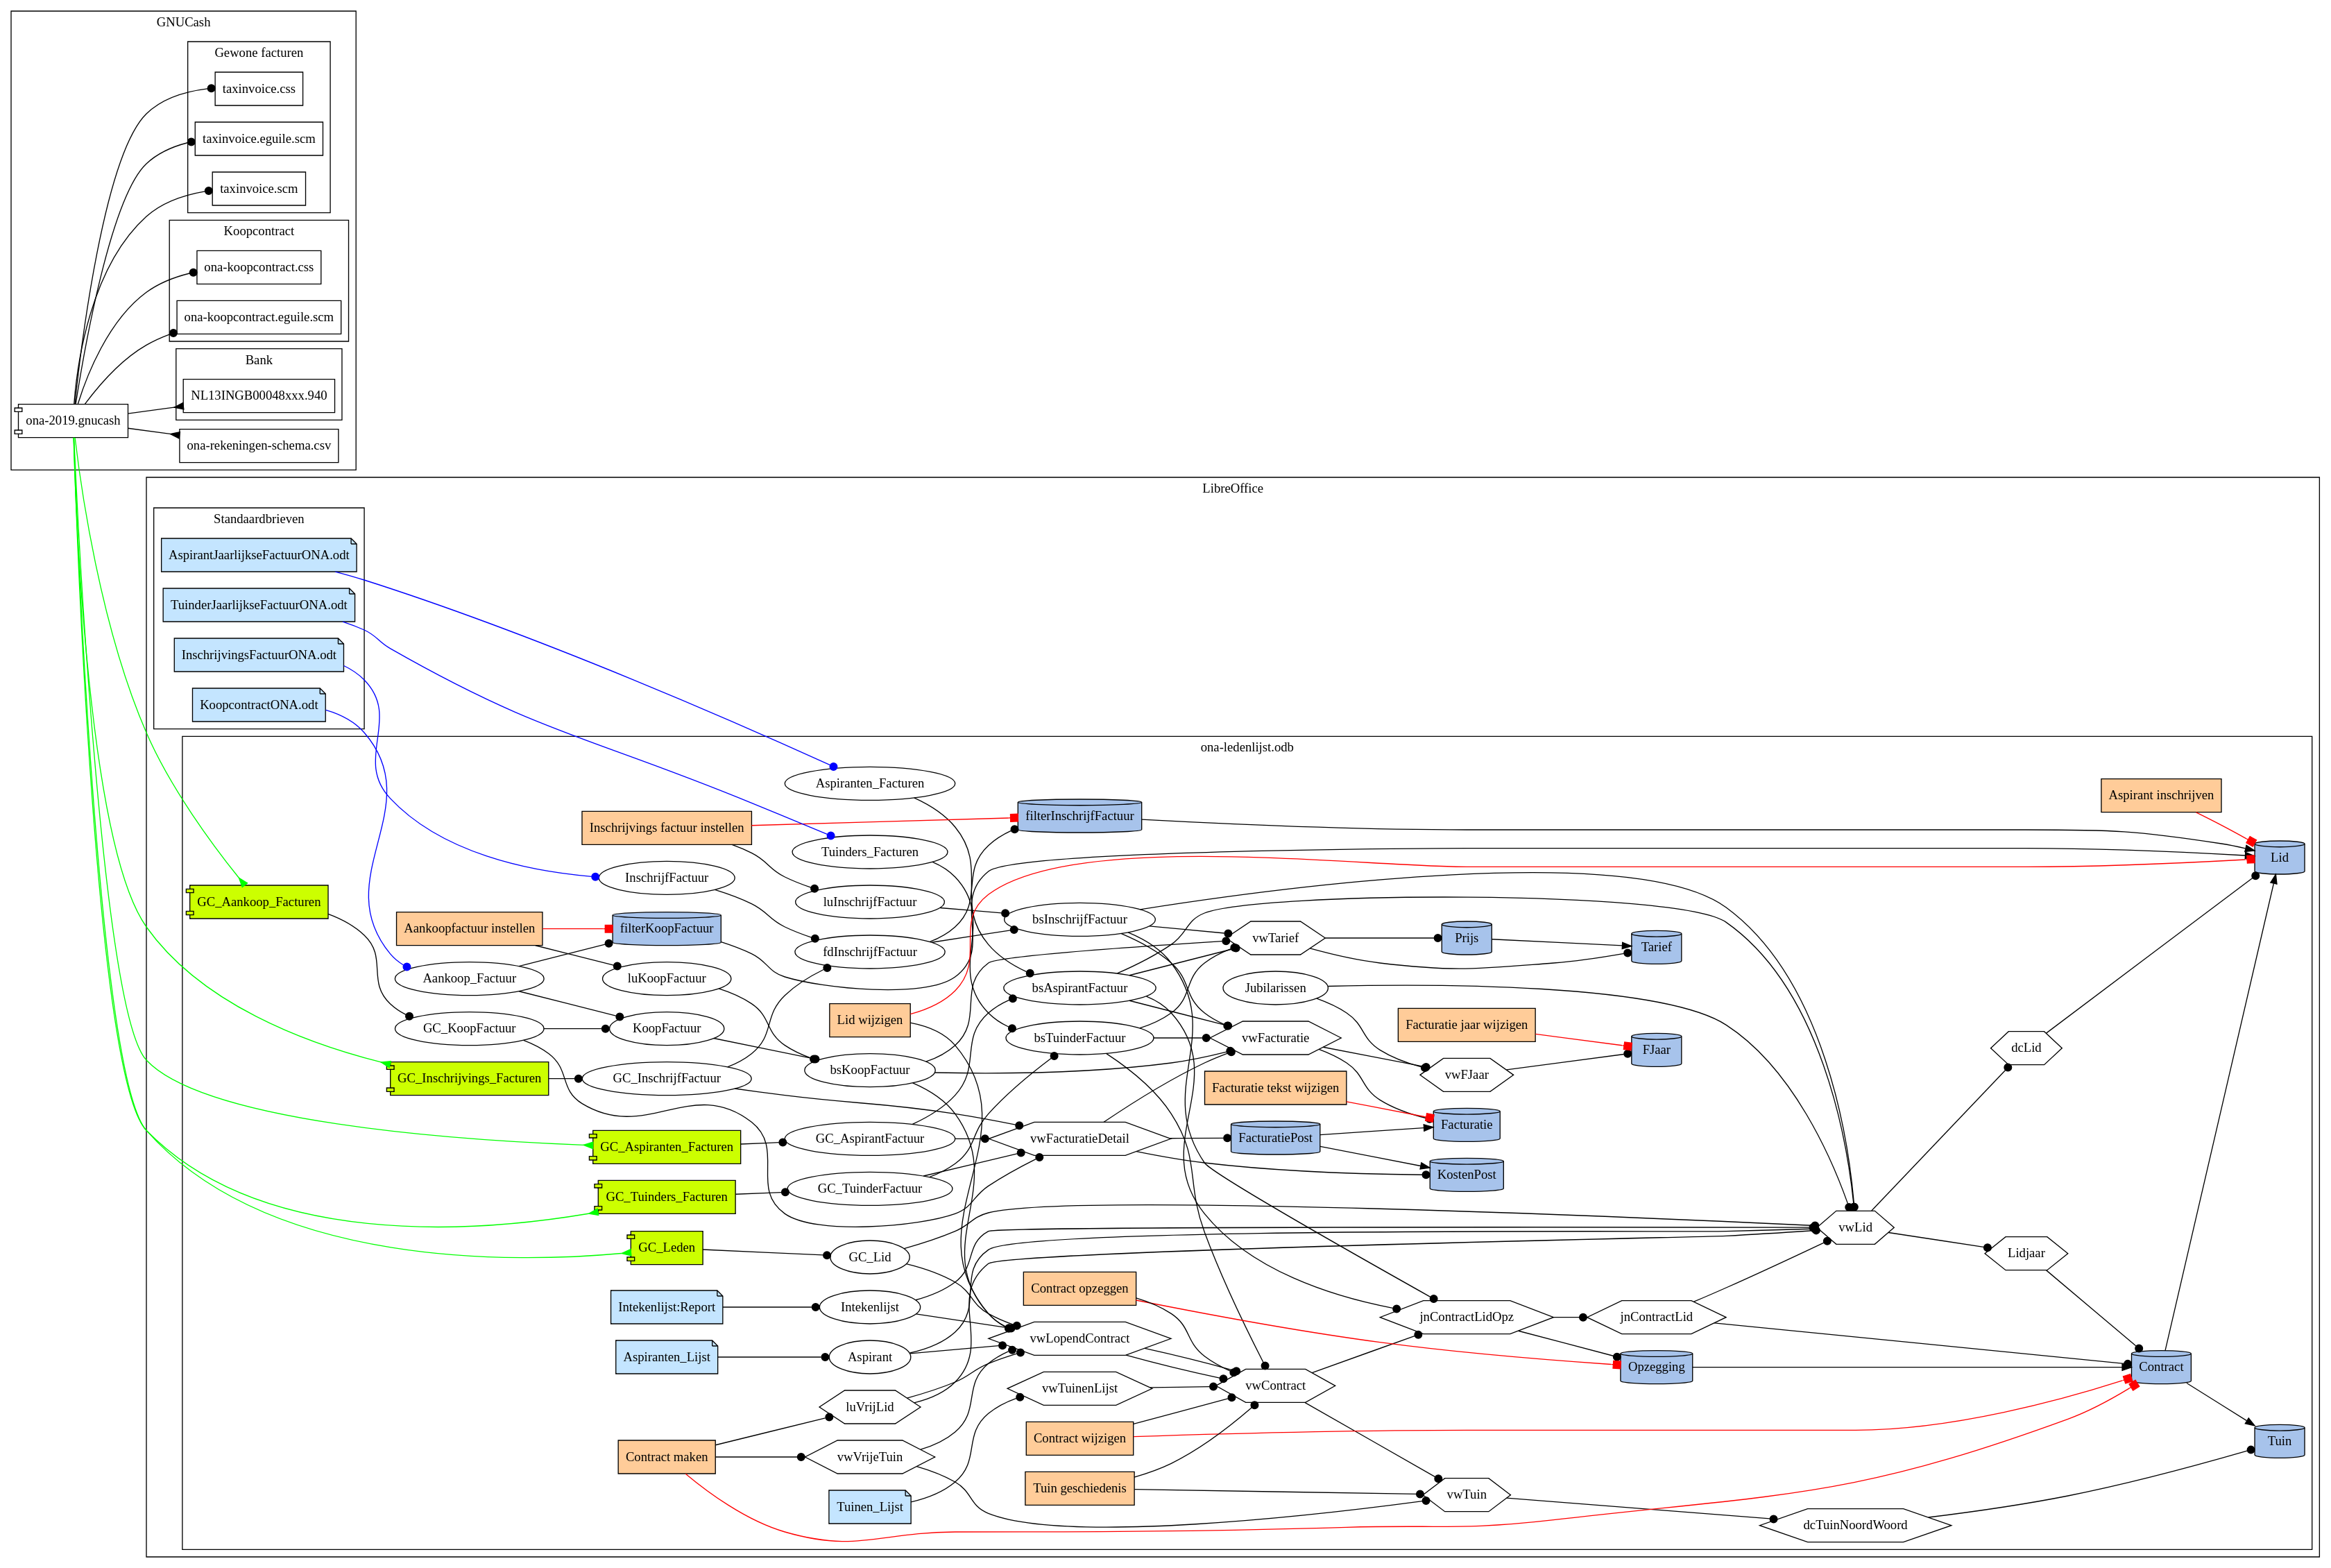 GNUCash
Gewone facturen
taxinvoice.css
taxinvoice.eguile.scm
taxinvoice.scm
Koopcontract
ona-koopcontract.css
ona-koopcontract.eguile.scm
Bank
NL13INGB00048xxx.940
ona-2019.gnucash
ona-rekeningen-schema.csv
LibreOffice
Standaardbrieven
AspirantJaarlijkseFactuurONA.odt
TuinderJaarlijkseFactuurONA.odt
InschrijvingsFactuurONA.odt
KoopcontractONA.odt
ona-ledenlijst.odb
GC_Aankoop_Facturen
Aankoopfactuur instellen
Aankoop_Factuur
GC_KoopFactuur
GC_Inschrijvings_Facturen
Inschrijvings factuur instellen
InschrijfFactuur
filterKoopFactuur
luKoopFactuur
KoopFactuur
GC_InschrijfFactuur
GC_Aspiranten_Facturen
GC_Tuinders_Facturen
GC_Leden
Intekenlijst:Report
Aspiranten_Lijst
Contract maken
Aspiranten_Facturen
Tuinders_Facturen
luInschrijfFactuur
fdInschrijfFactuur
Lid wijzigen
bsKoopFactuur
GC_AspirantFactuur
GC_TuinderFactuur
GC_Lid
Intekenlijst
Aspirant
luVrijLid
vwVrijeTuin
Tuinen_Lijst
filterInschrijfFactuur
bsInschrijfFactuur
bsAspirantFactuur
bsTuinderFactuur
vwFacturatieDetail
Contract opzeggen
vwLopendContract
vwTuinenLijst
Contract wijzigen
Tuin geschiedenis
vwTarief
Jubilarissen
vwFacturatie
Facturatie tekst wijzigen
FacturatiePost
vwContract
Prijs
Facturatie jaar wijzigen
vwFJaar
Facturatie
KostenPost
jnContractLidOpz
vwTuin
Tarief
FJaar
jnContractLid
Opzegging
vwLid
dcTuinNoordWoord
dcLid
Lidjaar
Aspirant inschrijven
Contract
Lid
Tuin